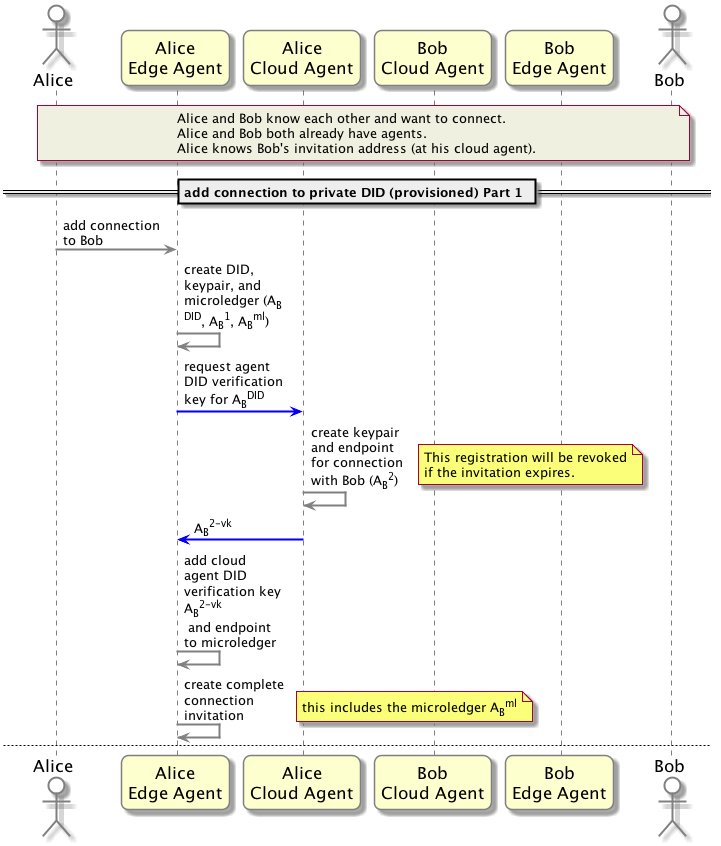 Alice
Alice
Edge Agent
Alice
Cloud Agent
Bob
Cloud Agent
Bob
Edge Agent
Bob
Alice and Bob know each other and want to connect.
Alice and Bob both already have agents.
Alice knows Bob's invitation address (at his cloud agent).
add connection to private DID (provisioned) Part 1
add connection
to Bob
create DID,
keypair, and
microledger (A_B
^DID, A_B^1, A_B^ml)
request agent
DID verification
key for A_B^DID
create keypair
and endpoint
for connection
with Bob (A_B^2)
This registration will be revoked
if the invitation expires.
A_B^2-vk
add cloud
agent DID
verification key
A_B^2-vk
and endpoint
to microledger
create complete
connection
invitation
this includes the microledger A_B^ml
Alice
Alice
Edge Agent
Alice
Cloud Agent
Bob
Cloud Agent
Bob
Edge Agent
Bob